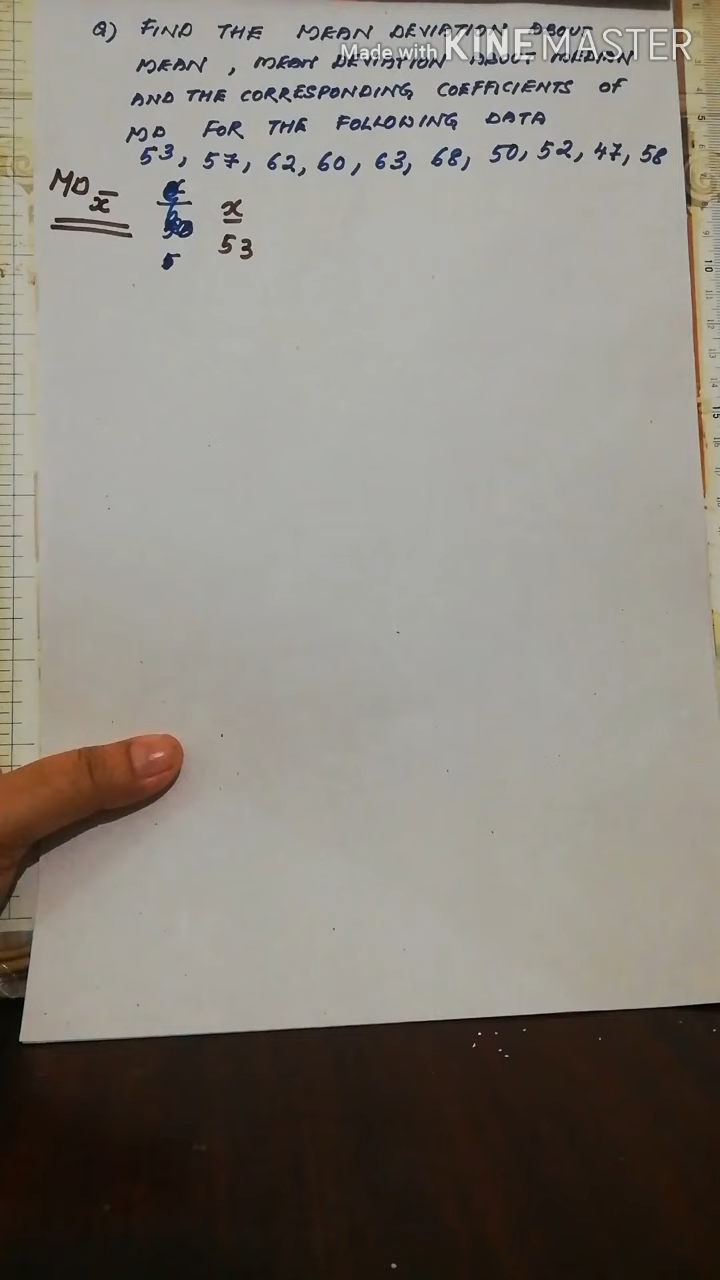 Q) FIND THE MEAN DEVIATION ABOUT
Made with KINEMASTER
MEAN, MEAN DEVIATION ABOUT MEDIAN
AND THE CORRESPONDING COEFFICIENTS OF
MD FOR THE FOLLOWING DATA
53, 57, 62, 60, 63, 68, 50, 52, 47, 58
MD x̄
x
53
5